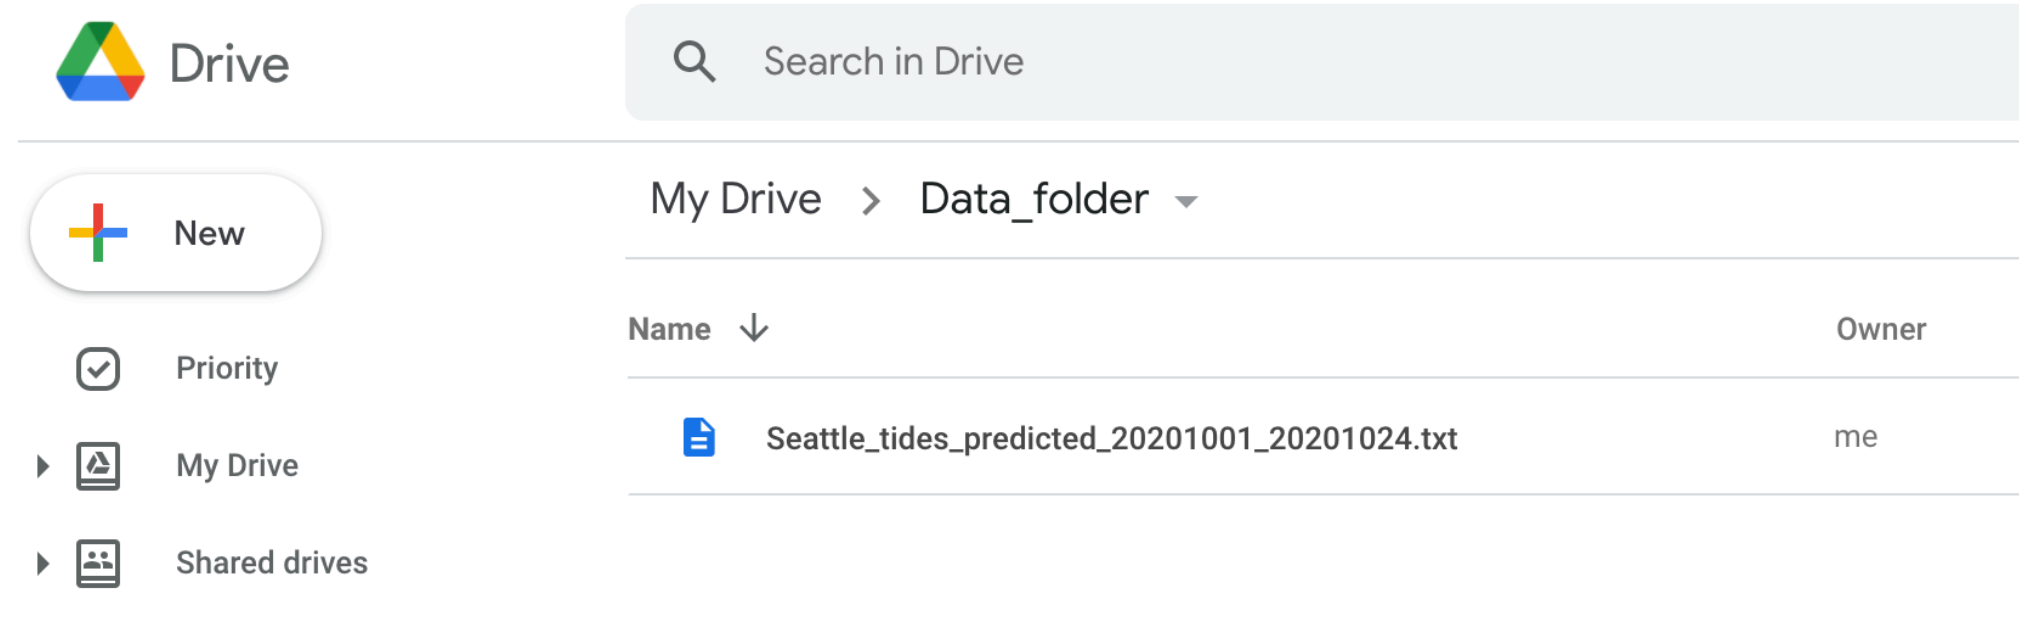 Drive
Search in Drive
New
My Drive > Data_folder
Priority
My Drive
Shared drives
Name Owner
Seattle_tides_predicted_20201001_20201024.txt me